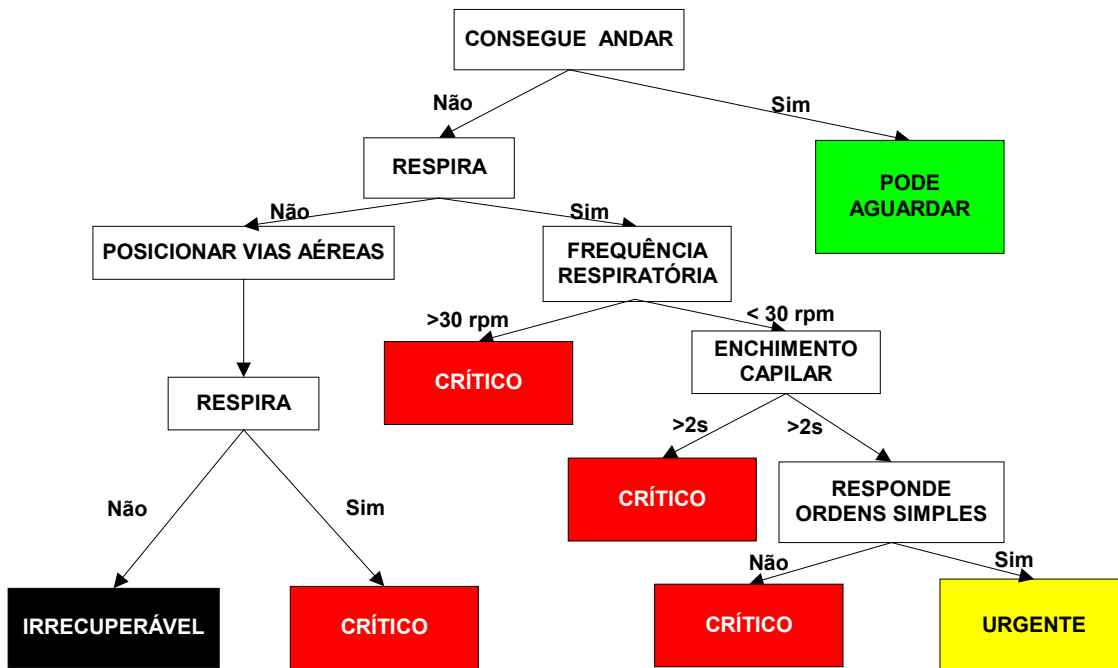 CONSEGUE  ANDAR
Não
Sim
RESPIRA
PODE
AGUARDAR
Não
Sim
POSICIONAR VIAS AÉREAS
FREQUÊNCIA
RESPIRATÓRIA
>30 rpm
< 30 rpm
CRÍTICO
ENCHIMENTO
CAPILAR
RESPIRA
>2s
>2s
CRÍTICO
RESPONDE
ORDENS SIMPLES
Não
Sim
Não
Sim
IRRECUPERÁVEL
CRÍTICO
CRÍTICO
URGENTE